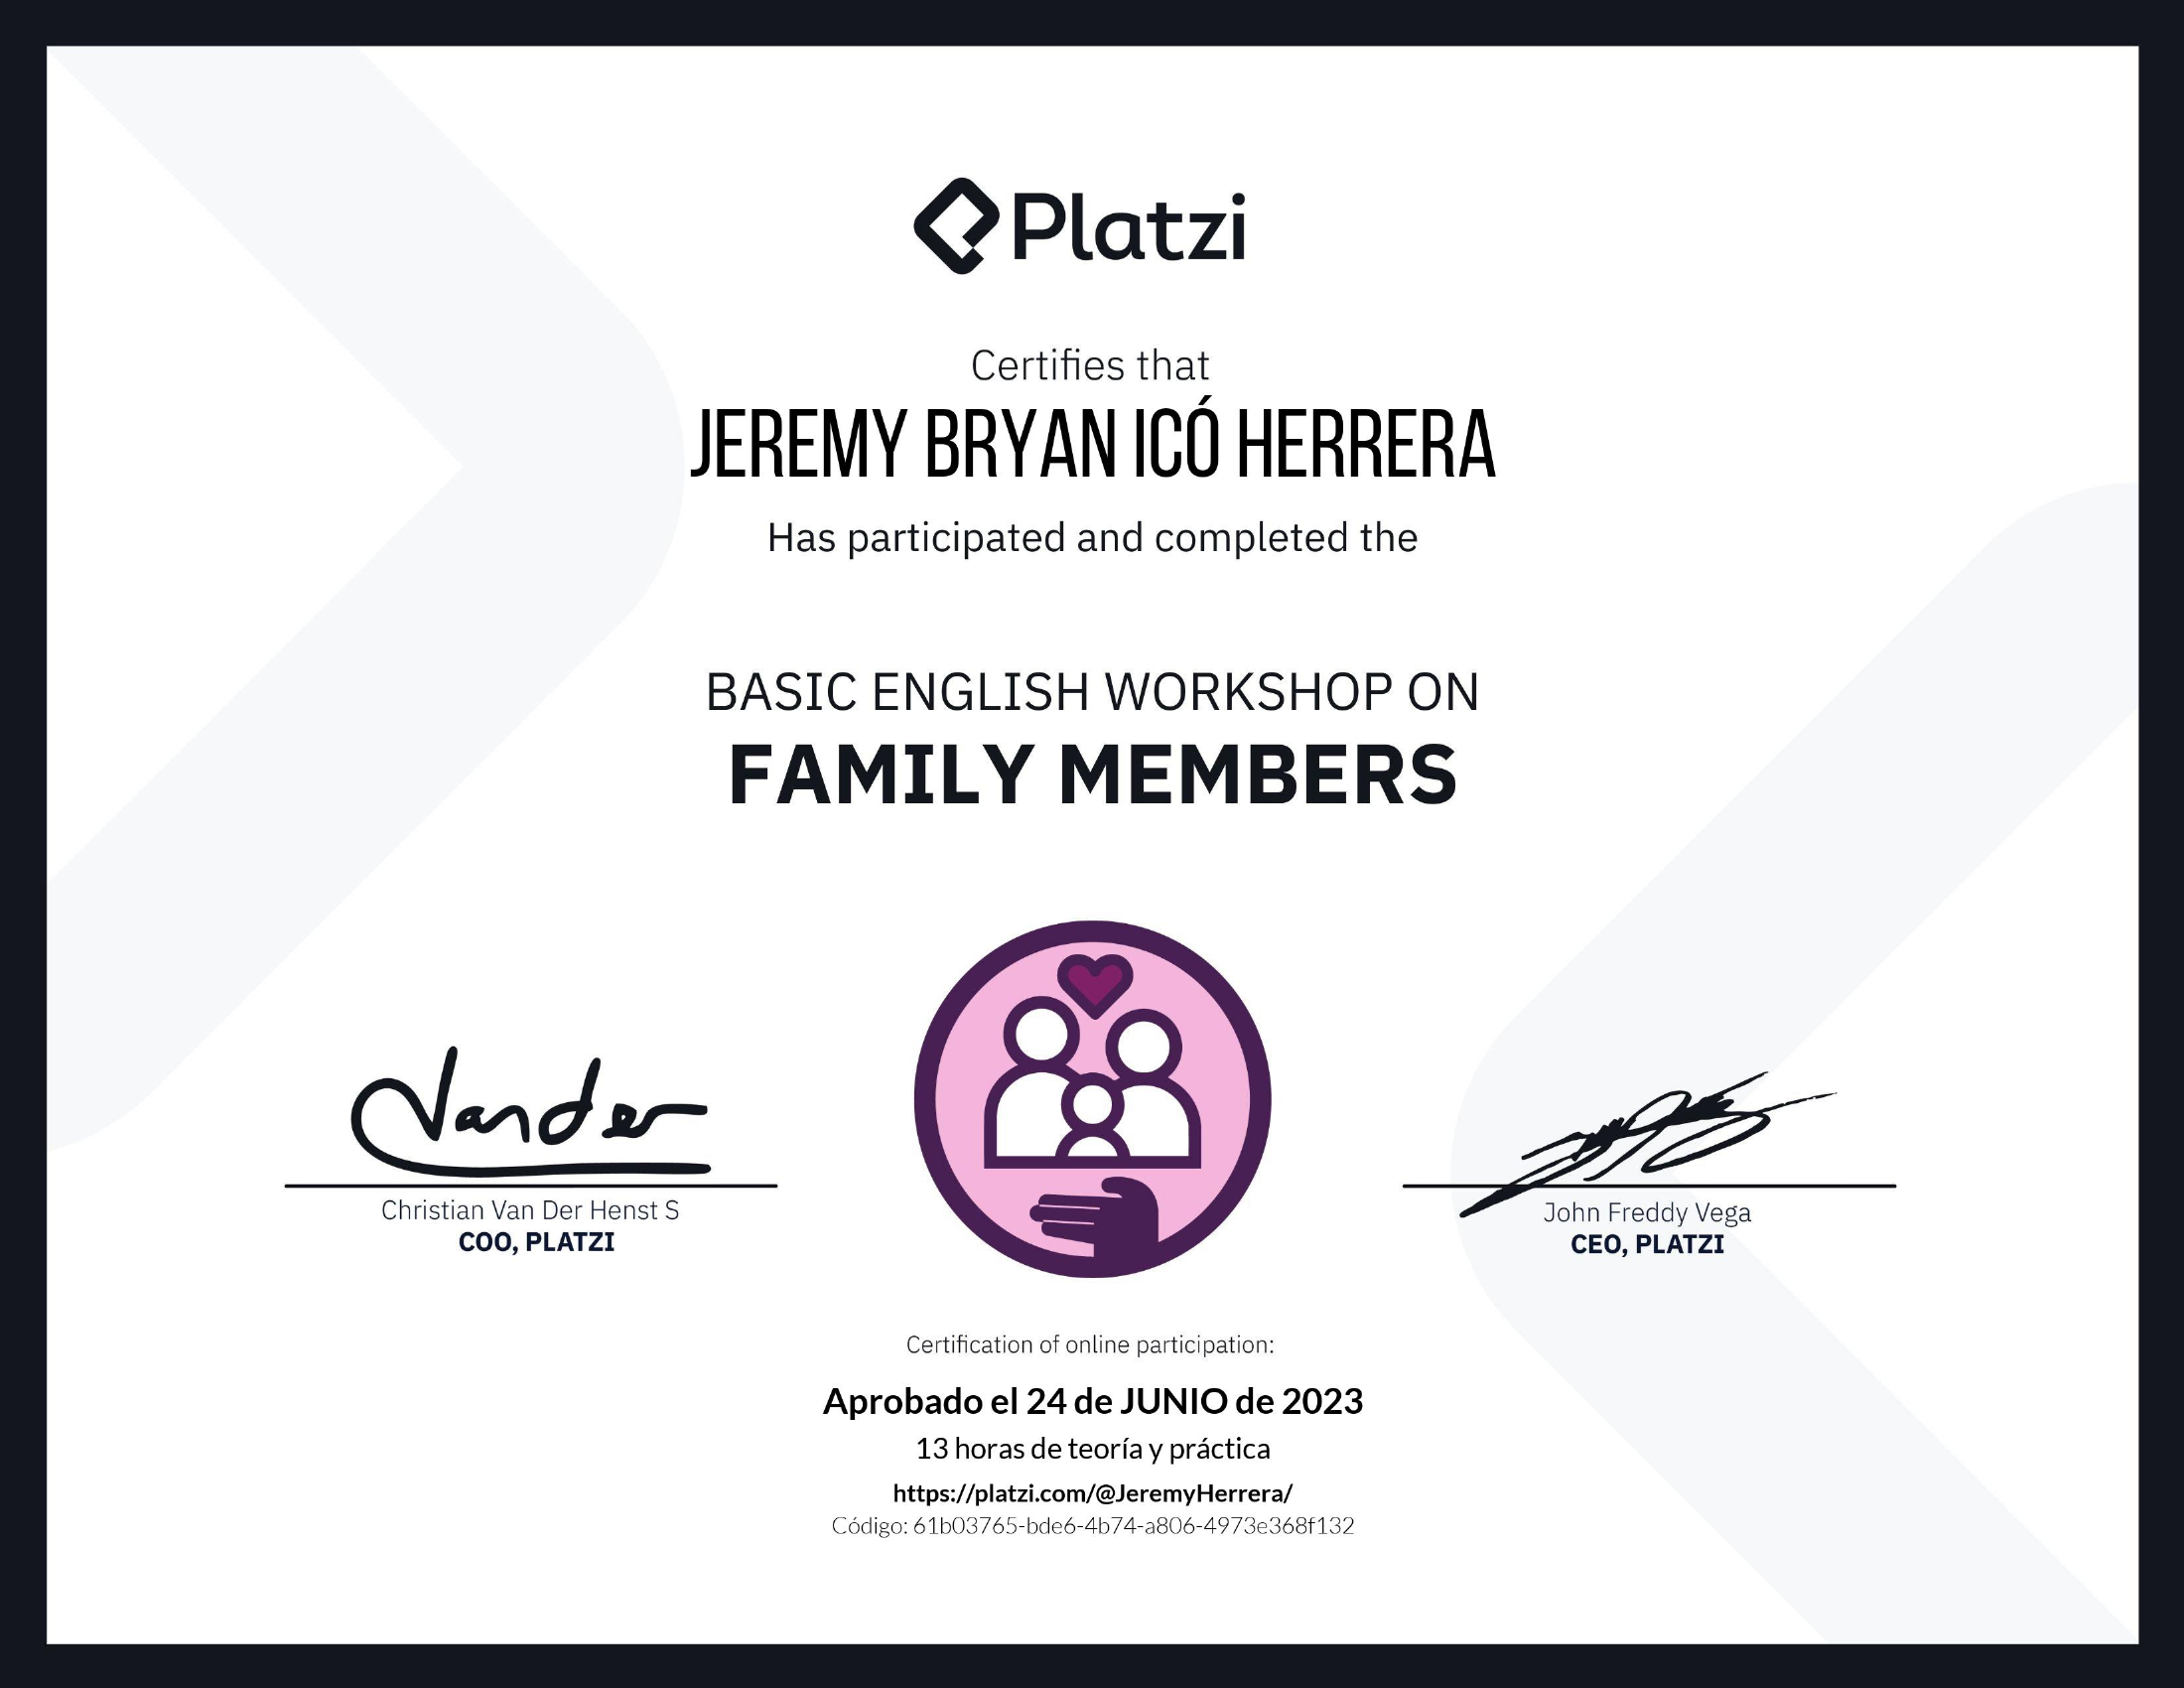 Platzi
Certifies that
JEREMY BRYAN ICÓ HERRERA
Has participated and completed the
BASIC ENGLISH WORKSHOP ON
FAMILY MEMBERS
Vander
Christian Van Der Henst S
COO, PLATZI
John Freddy Vega
CEO, PLATZI
Certification of online participation:
Aprobado el 24 de JUNIO de 2023
13 horas de teoría y práctica
https://platzi.com/@JeremyHerrera/
Código: 61b03765-bde6-4b74-a806-4973e368f132